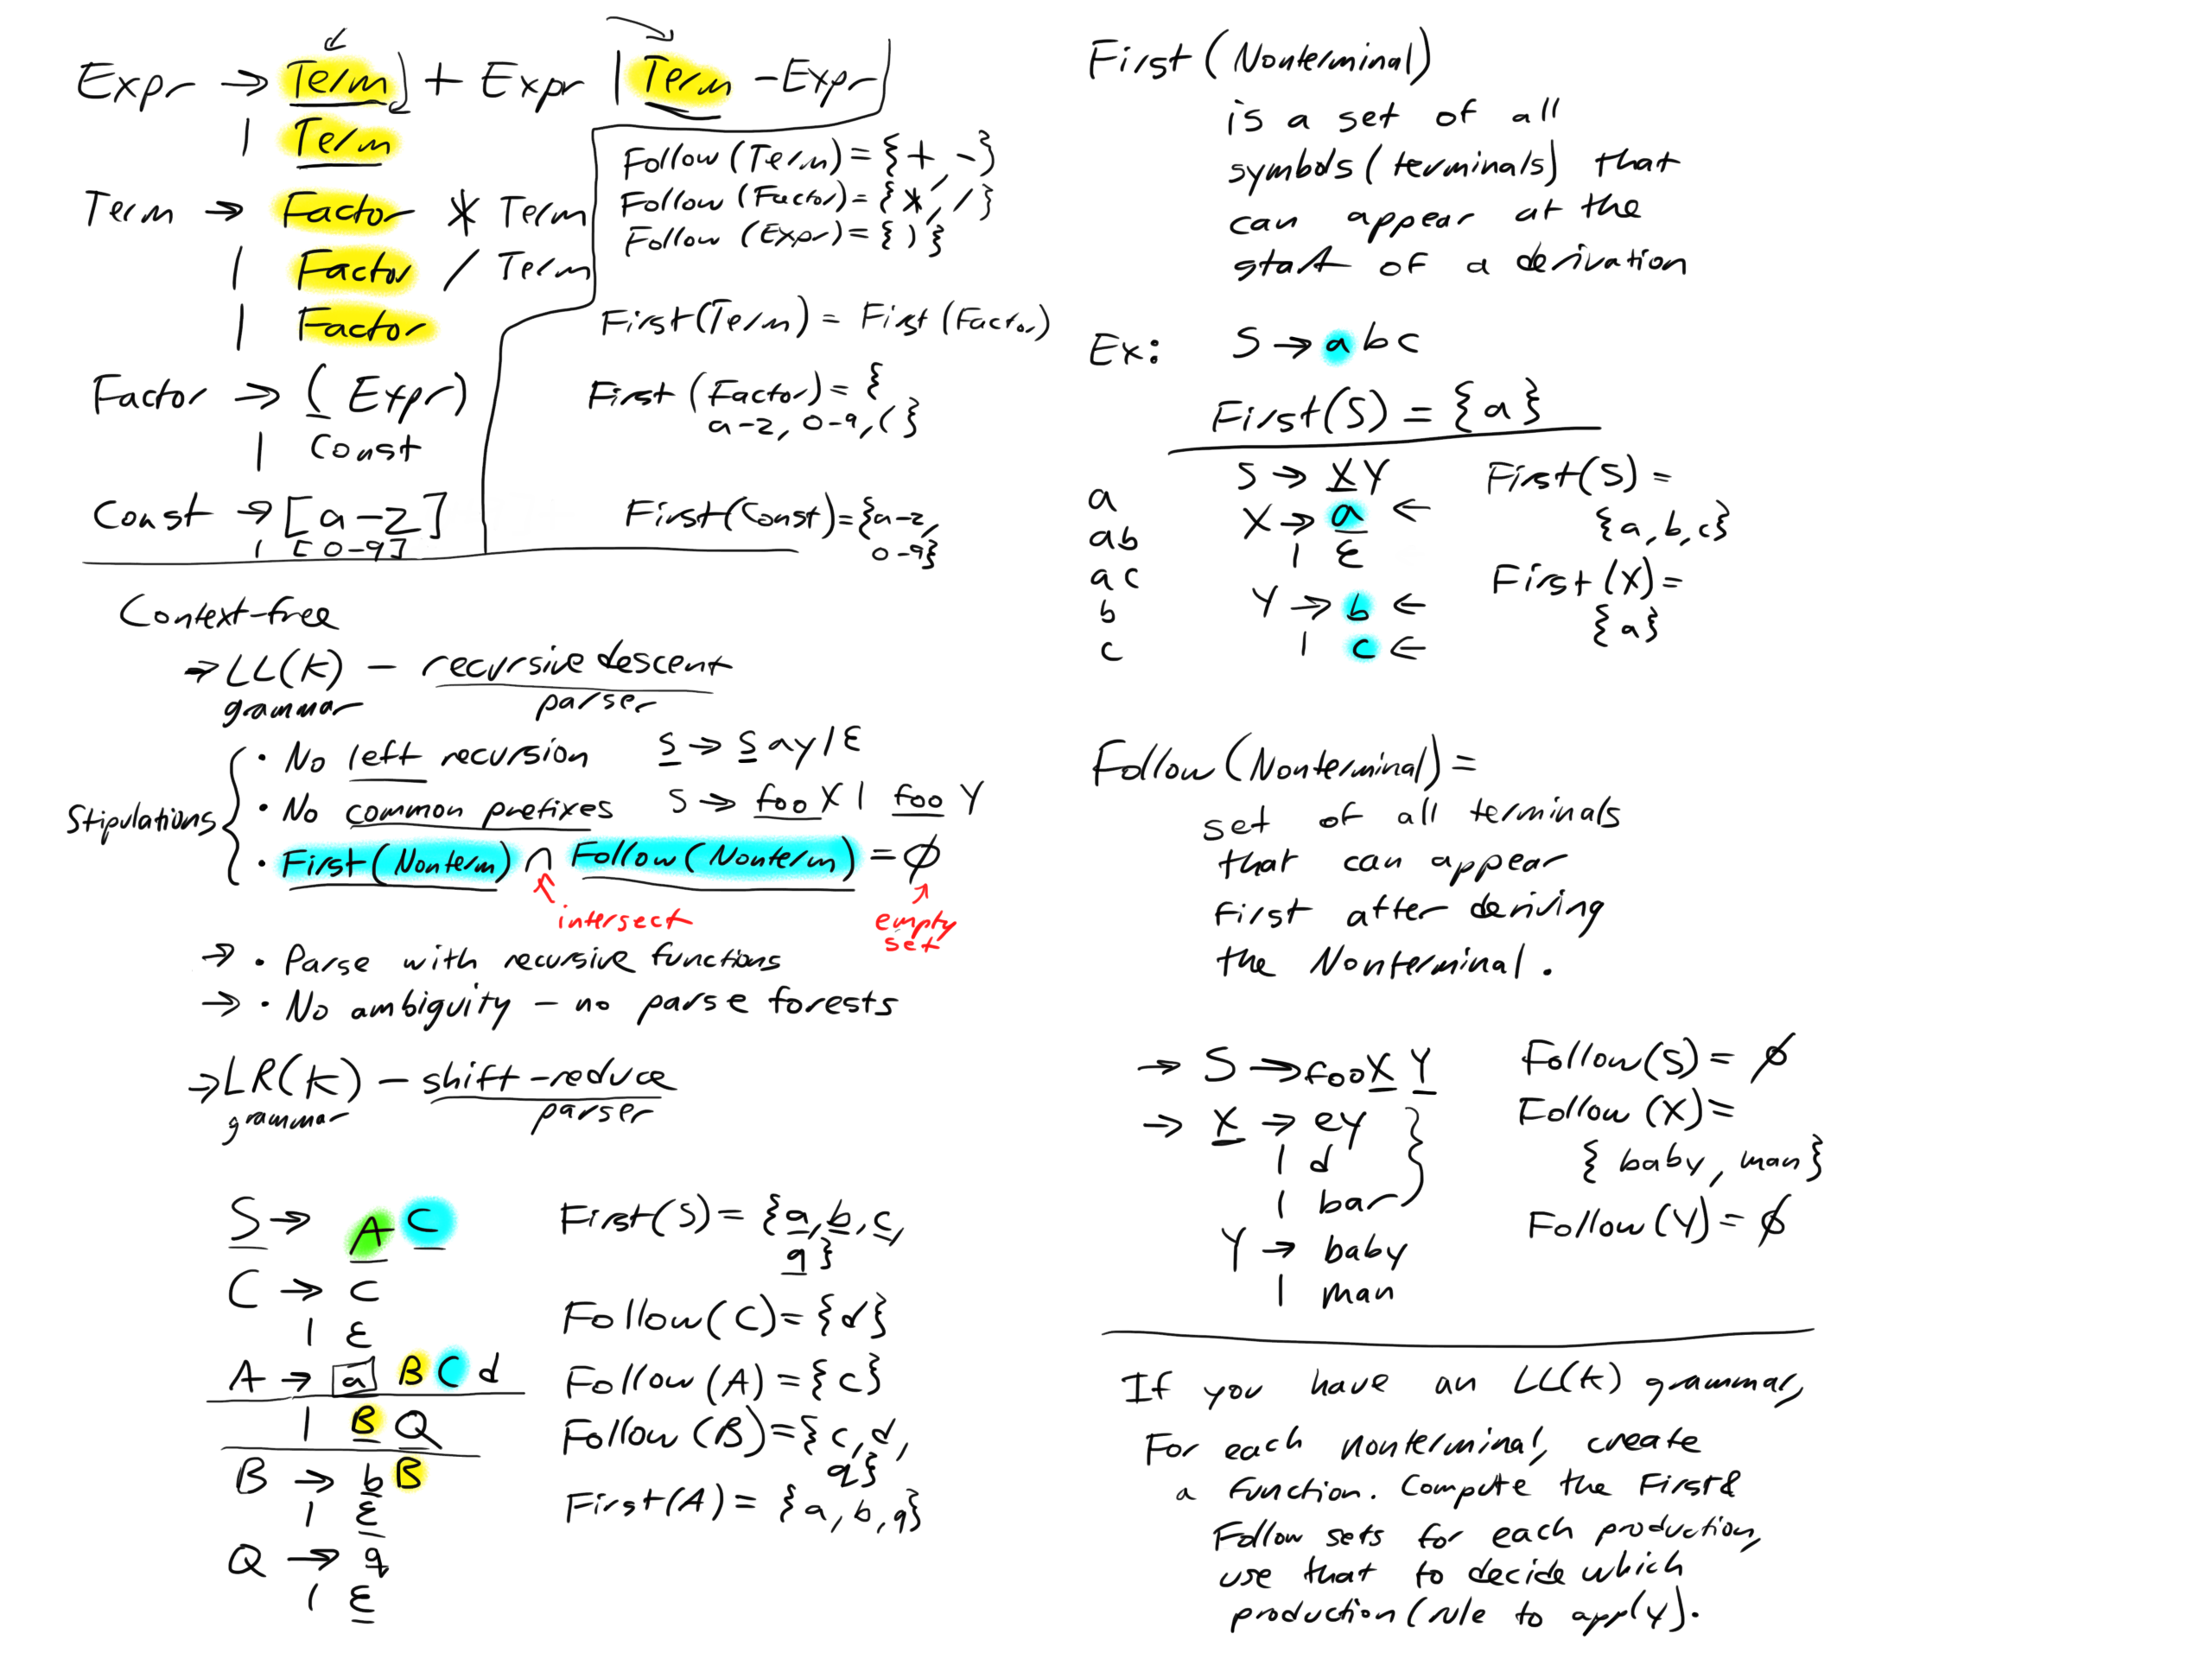 Expr → Term + Expr | Term - Expr
| Term
Term → Factor * Term
| Factor / Term
| Factor
Factor → ( Expr)
| Const
Const → [a-z]
| [0-9]
Follow (Term) = {+, -}
Follow (Factor) = {*, /}
Follow (Expr) = { ) }
First(Term) = First (Factor)
First (Factor) = {
a-z, 0-9, ( }
First(Const) = {a-z,
0-9}
Context-free
→ LL(k) - recursive descent
grammar parser
Stipulations
· No left recursion S → S ay | ε
· No common prefixes S → foo X | foo Y
· First(Nonterm) ∩ Follow(Nonterm) = ∅
intersect empty
set
→ · Parse with recursive functions
→ · No ambiguity - no parse forests
→ LR(k) - shift-reduce
grammar parser
S → A C
C → c
| ε
A → a B C d
| B Q
B → b B
| ε
Q → q
| ε
First(S) = {a, b, c,
q}
Follow(C) = {d}
Follow (A) = {c}
Follow (B) = {c, d,
q}
First(A) = {a, b, q}
First (Nonterminal)
is a set of all
symbols (terminals) that
can appear at the
start of a derivation
Ex: S → a b c
First(S) = {a}
S → X Y
X → a ←
| ε
Y → b ←
| c ←
a
ab
ac
b
c
First(S) =
{a, b, c}
First (X) =
{a}
Follow (Nonterminal) =
set of all terminals
that can appear
first after deriving
the Nonterminal.
→ S → foo X Y
→ X → ey
| d
| bar
Y → baby
| man
Follow(S) = ∅
Follow (X) =
{ baby, man}
Follow (Y) = ∅
If you have an LL(k) grammar,
For each nonterminal, create
a function. Compute the First &
Follow sets for each production,
use that to decide which
production (rule to apply).